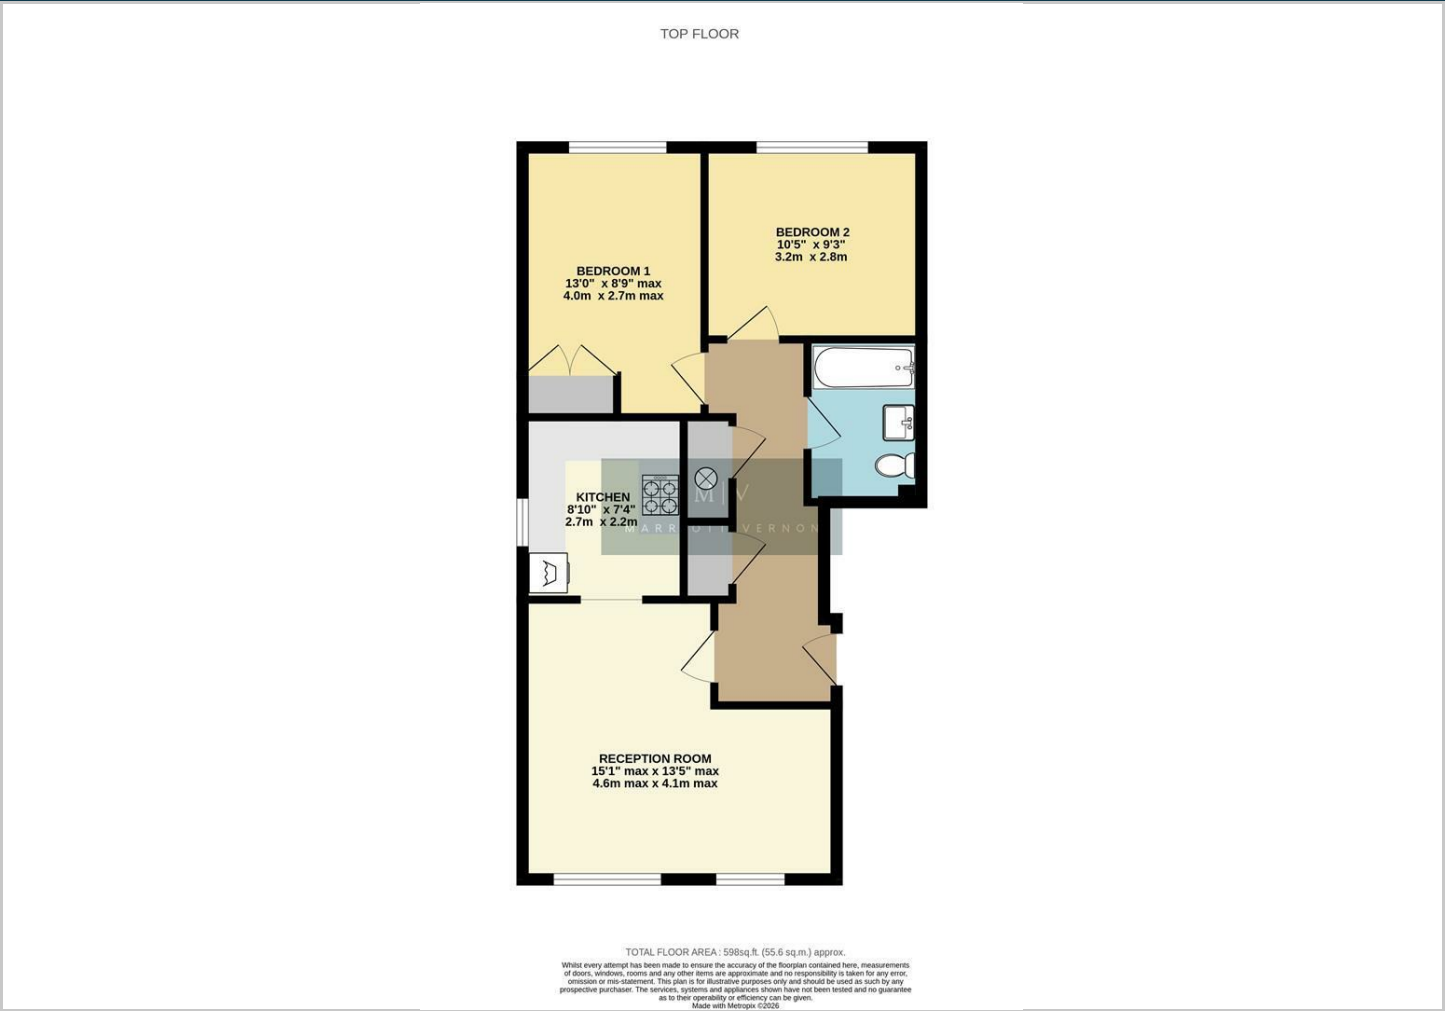 TOP FLOOR
BEDROOM 2
10'5" x 9'3"
3.2m x 2.8m
BEDROOM 1
13'0" x 8'9" max
4.0m x 2.7m max
KITCHEN
8'10" x 7'4"
2.7m x 2.2m
M|V
MARRIOTT VERNON
RECEPTION ROOM
15'1" max x 13'5" max
4.6m max x 4.1m max
TOTAL FLOOR AREA : 598sq.ft. (55.6 sq.m.) approx.
Whilst every attempt has been made to ensure the accuracy of the floorplan contained here, measurements
of doors, windows, rooms and any other items are approximate and no responsibility is taken for any error,
omission or mis-statement. This plan is for illustrative purposes only and should be used as such by any
prospective purchaser. The services, systems and appliances shown have not been tested and no guarantee
as to their operability or efficiency can be given.
Made with Metropix ©2026